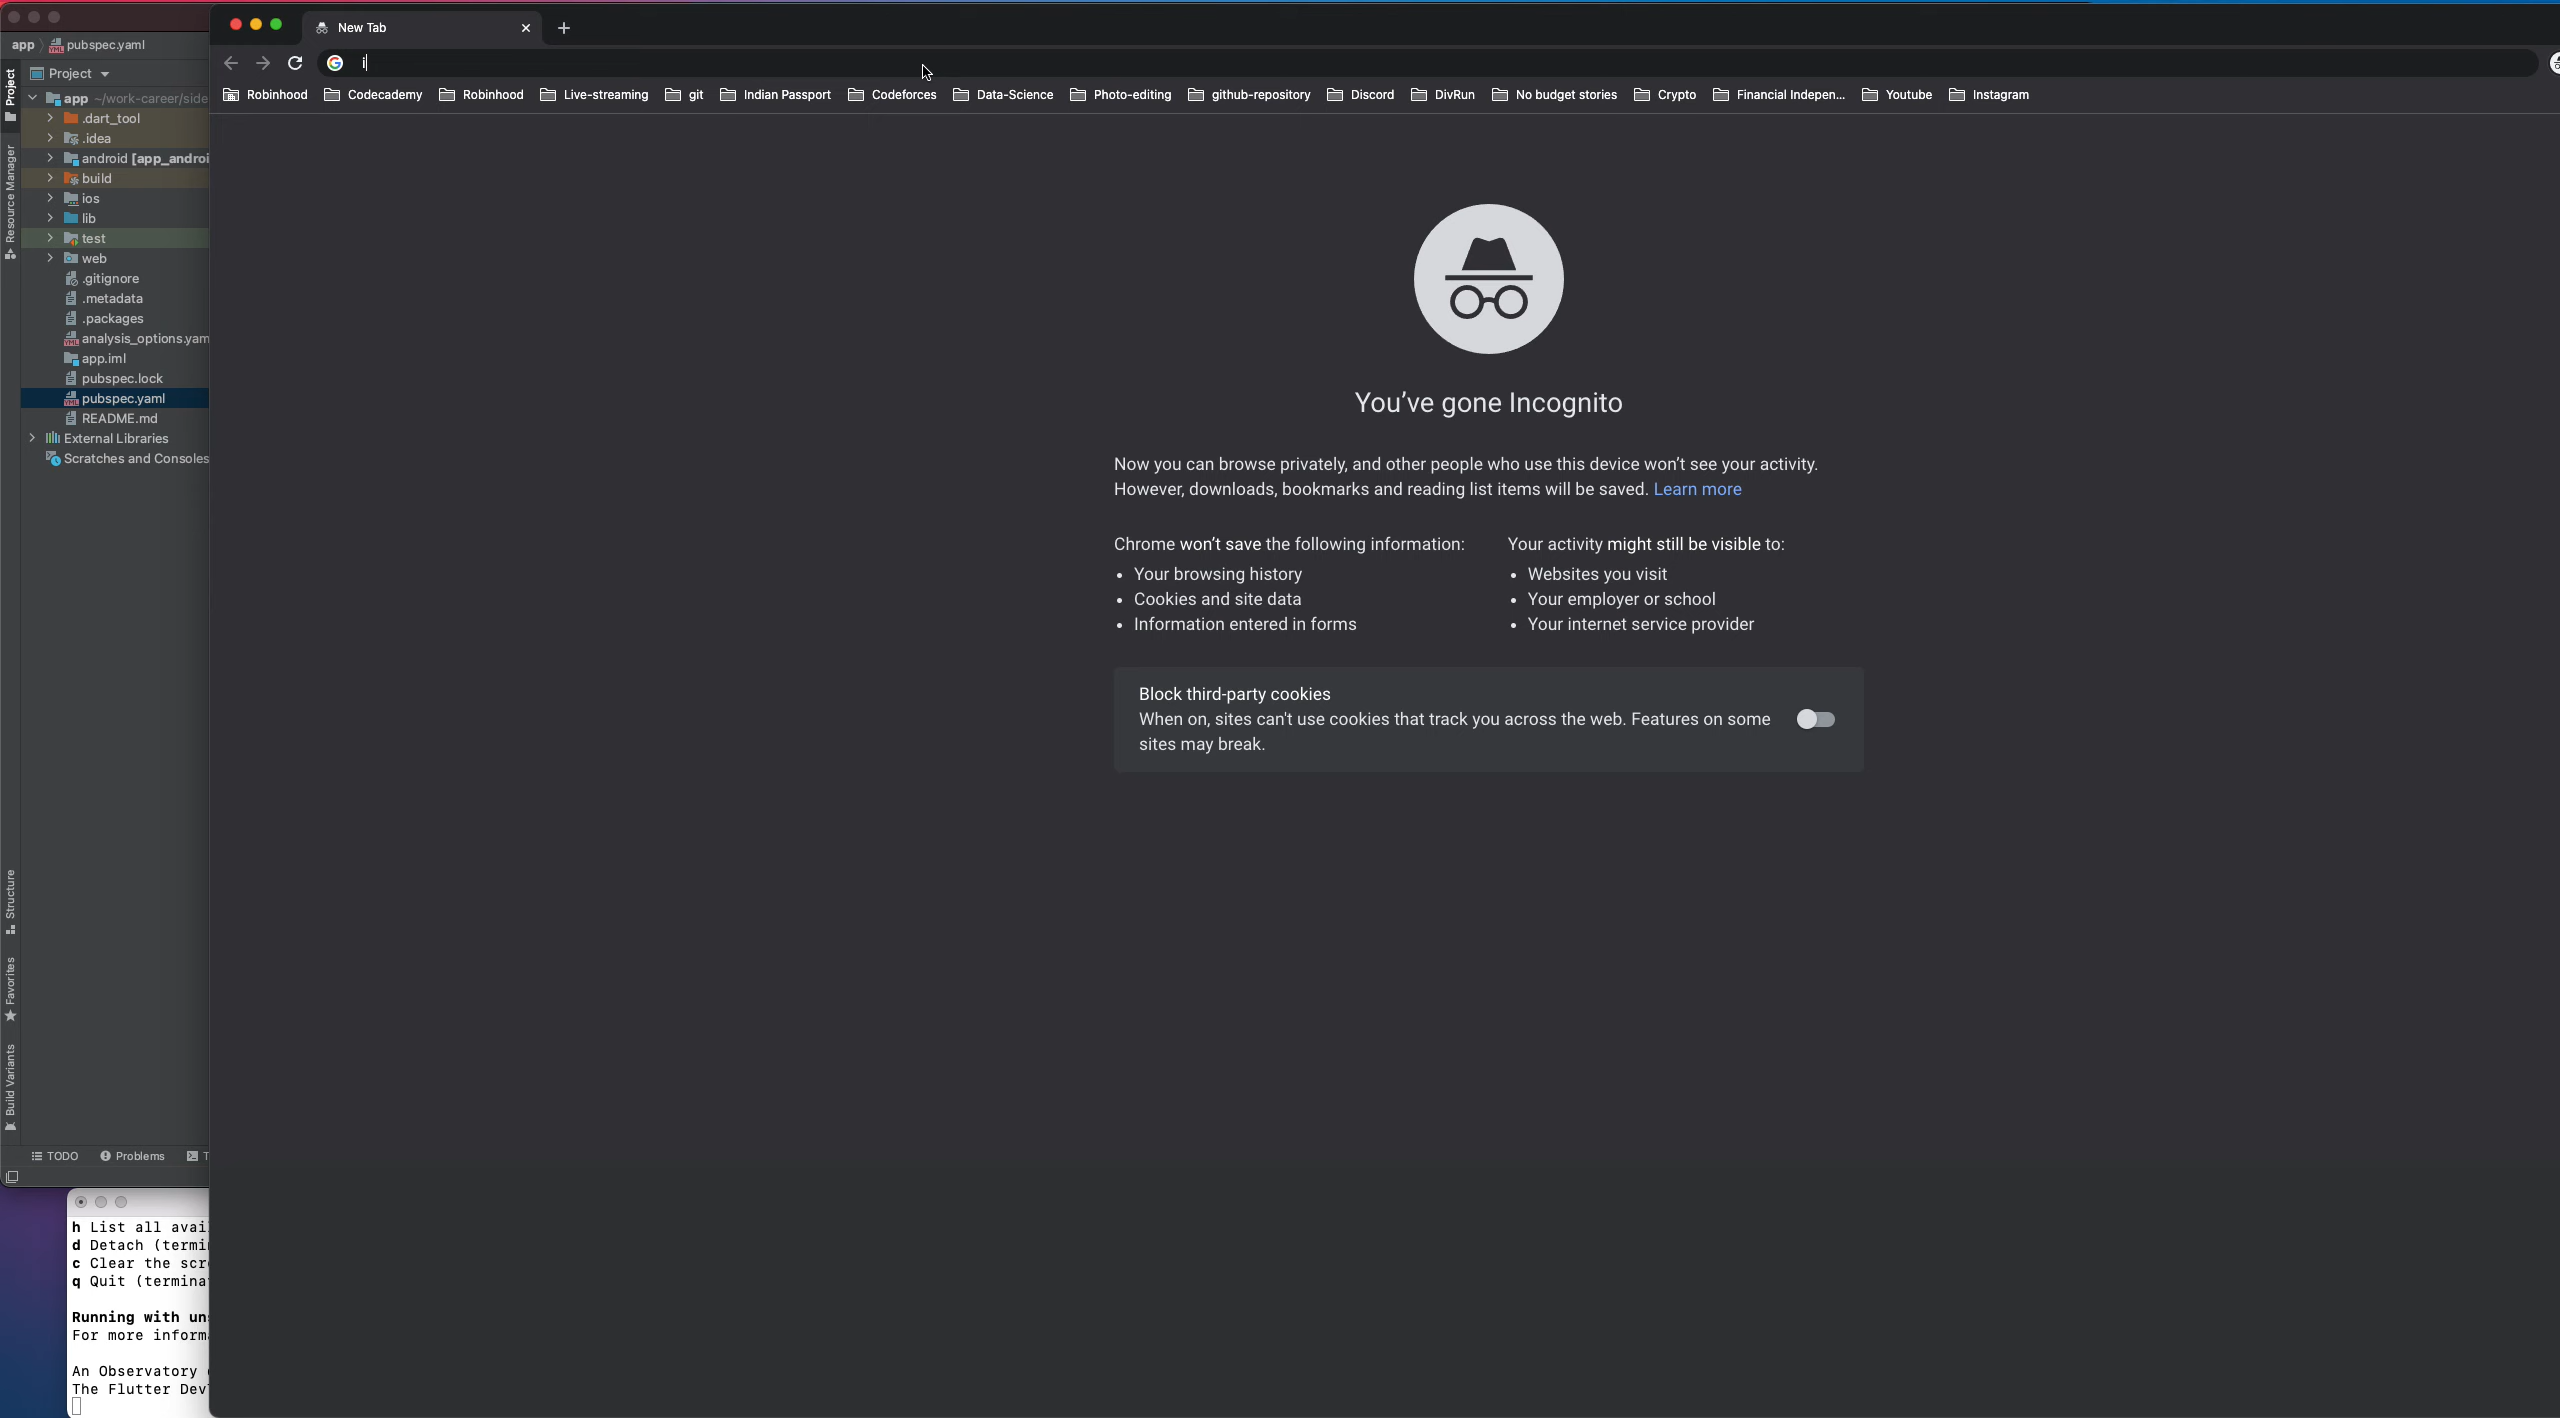 app pubspec.yaml
Project
app ~/work-career/side
.dart_tool
.idea
android [app_androi
build
ios
lib
test
web
.gitignore
.metadata
.packages
analysis_options.yam
app.iml
pubspec.lock
pubspec.yaml
README.md
External Libraries
Scratches and Consoles
Project
Resource Manager
Structure
Favorites
Build Variants
TODO Problems T
h List all avai
d Detach (termi
c Clear the scr
q Quit (termina
Running with un
For more inform
An Observatory
The Flutter Dev
New Tab
i
Robinhood Codecademy Robinhood Live-streaming git Indian Passport Codeforces Data-Science Photo-editing github-repository Discord DivRun No budget stories Crypto Financial Indepen... Youtube Instagram
You've gone Incognito
Now you can browse privately, and other people who use this device won't see your activity.
However, downloads, bookmarks and reading list items will be saved. Learn more
Chrome won't save the following information:
Your browsing history
Cookies and site data
Information entered in forms
Your activity might still be visible to:
Websites you visit
Your employer or school
Your internet service provider
Block third-party cookies
When on, sites can't use cookies that track you across the web. Features on some
sites may break.